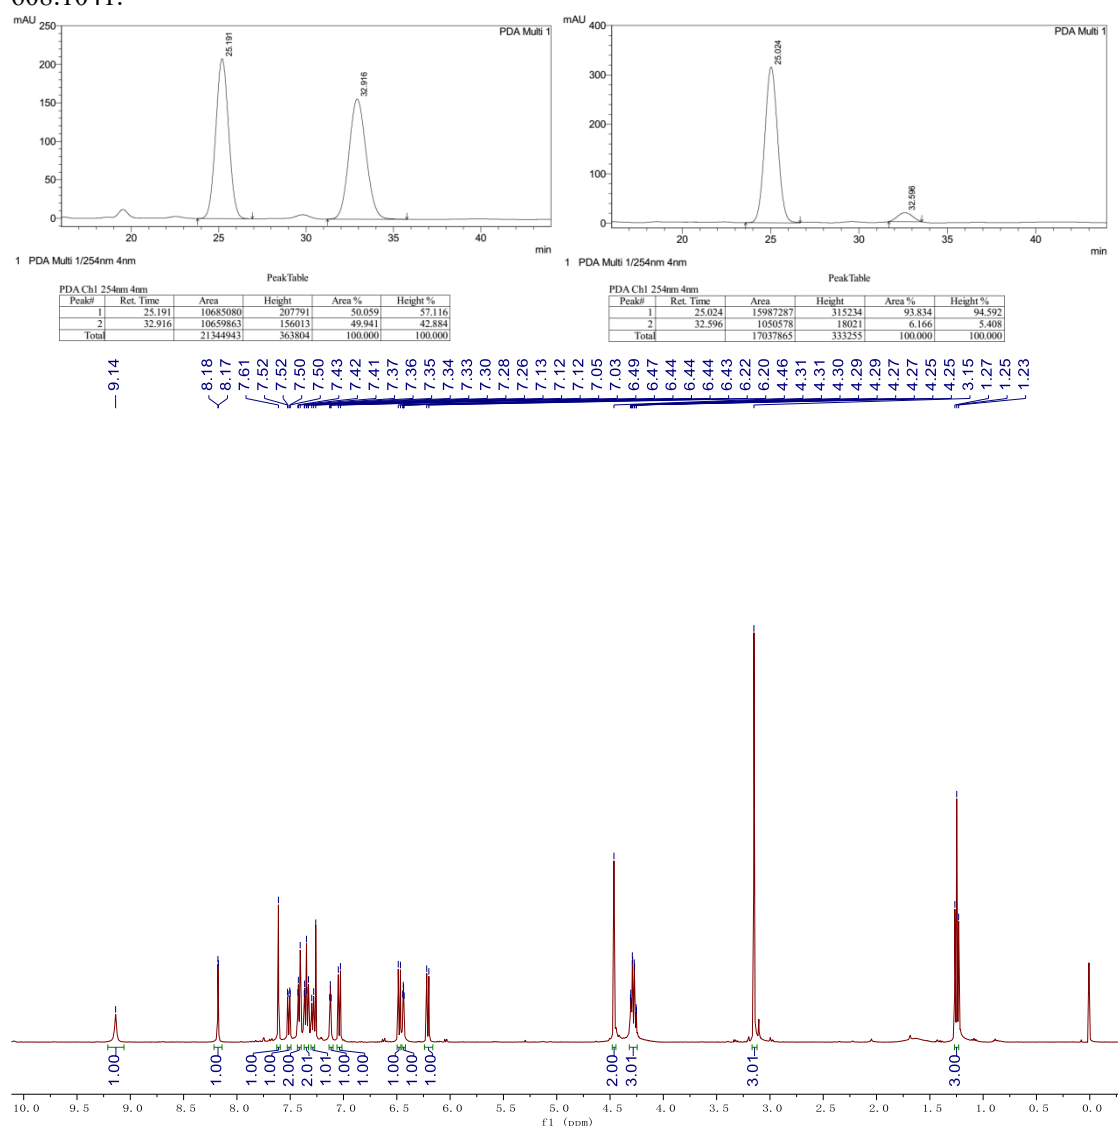 mAU
250
PDA Multi 1
200
150
100
50
0
25.191
32.916
20
25
30
35
40
min
1 PDA Multi 1/254nm 4nm
PeakTable
PDA Ch1 254nm 4nm
Peak# Ret. Time Area Height Area % Height %
1 25.191 10685080 207791 50.059 57.116
2 32.916 10659863 156013 49.941 42.884
Total 21344943 363804 100.000 100.000
mAU
400
PDA Multi 1
300
200
100
0
25.024
32.596
20
25
30
35
40
min
1 PDA Multi 1/254nm 4nm
PeakTable
PDA Ch1 254nm 4nm
Peak# Ret. Time Area Height Area % Height %
1 25.024 15987287 315234 93.834 94.592
2 32.596 1050578 18021 6.166 5.408
Total 17037865 333255 100.000 100.000
9.14 8.18 8.17 7.61 7.52 7.52 7.50 7.50 7.43 7.42 7.41 7.37 7.36 7.35 7.34 7.33 7.30 7.28 7.26 7.13 7.12 7.12 7.05 7.03 6.49 6.47 6.44 6.44 6.44 6.43 6.22 6.20 4.46 4.31 4.31 4.30 4.29 4.29 4.27 4.27 4.25 4.25 3.15 1.27 1.25 1.23
1.00 1.00 1.00 1.00 2.00 2.01 1.01 1.00 1.00 1.00 1.00 1.00 2.00 3.01 3.01 3.00
10.0 9.5 9.0 8.5 8.0 7.5 7.0 6.5 6.0 5.5 5.0 4.5 4.0 3.5 3.0 2.5 2.0 1.5 1.0 0.5 0.0
f1 (ppm)